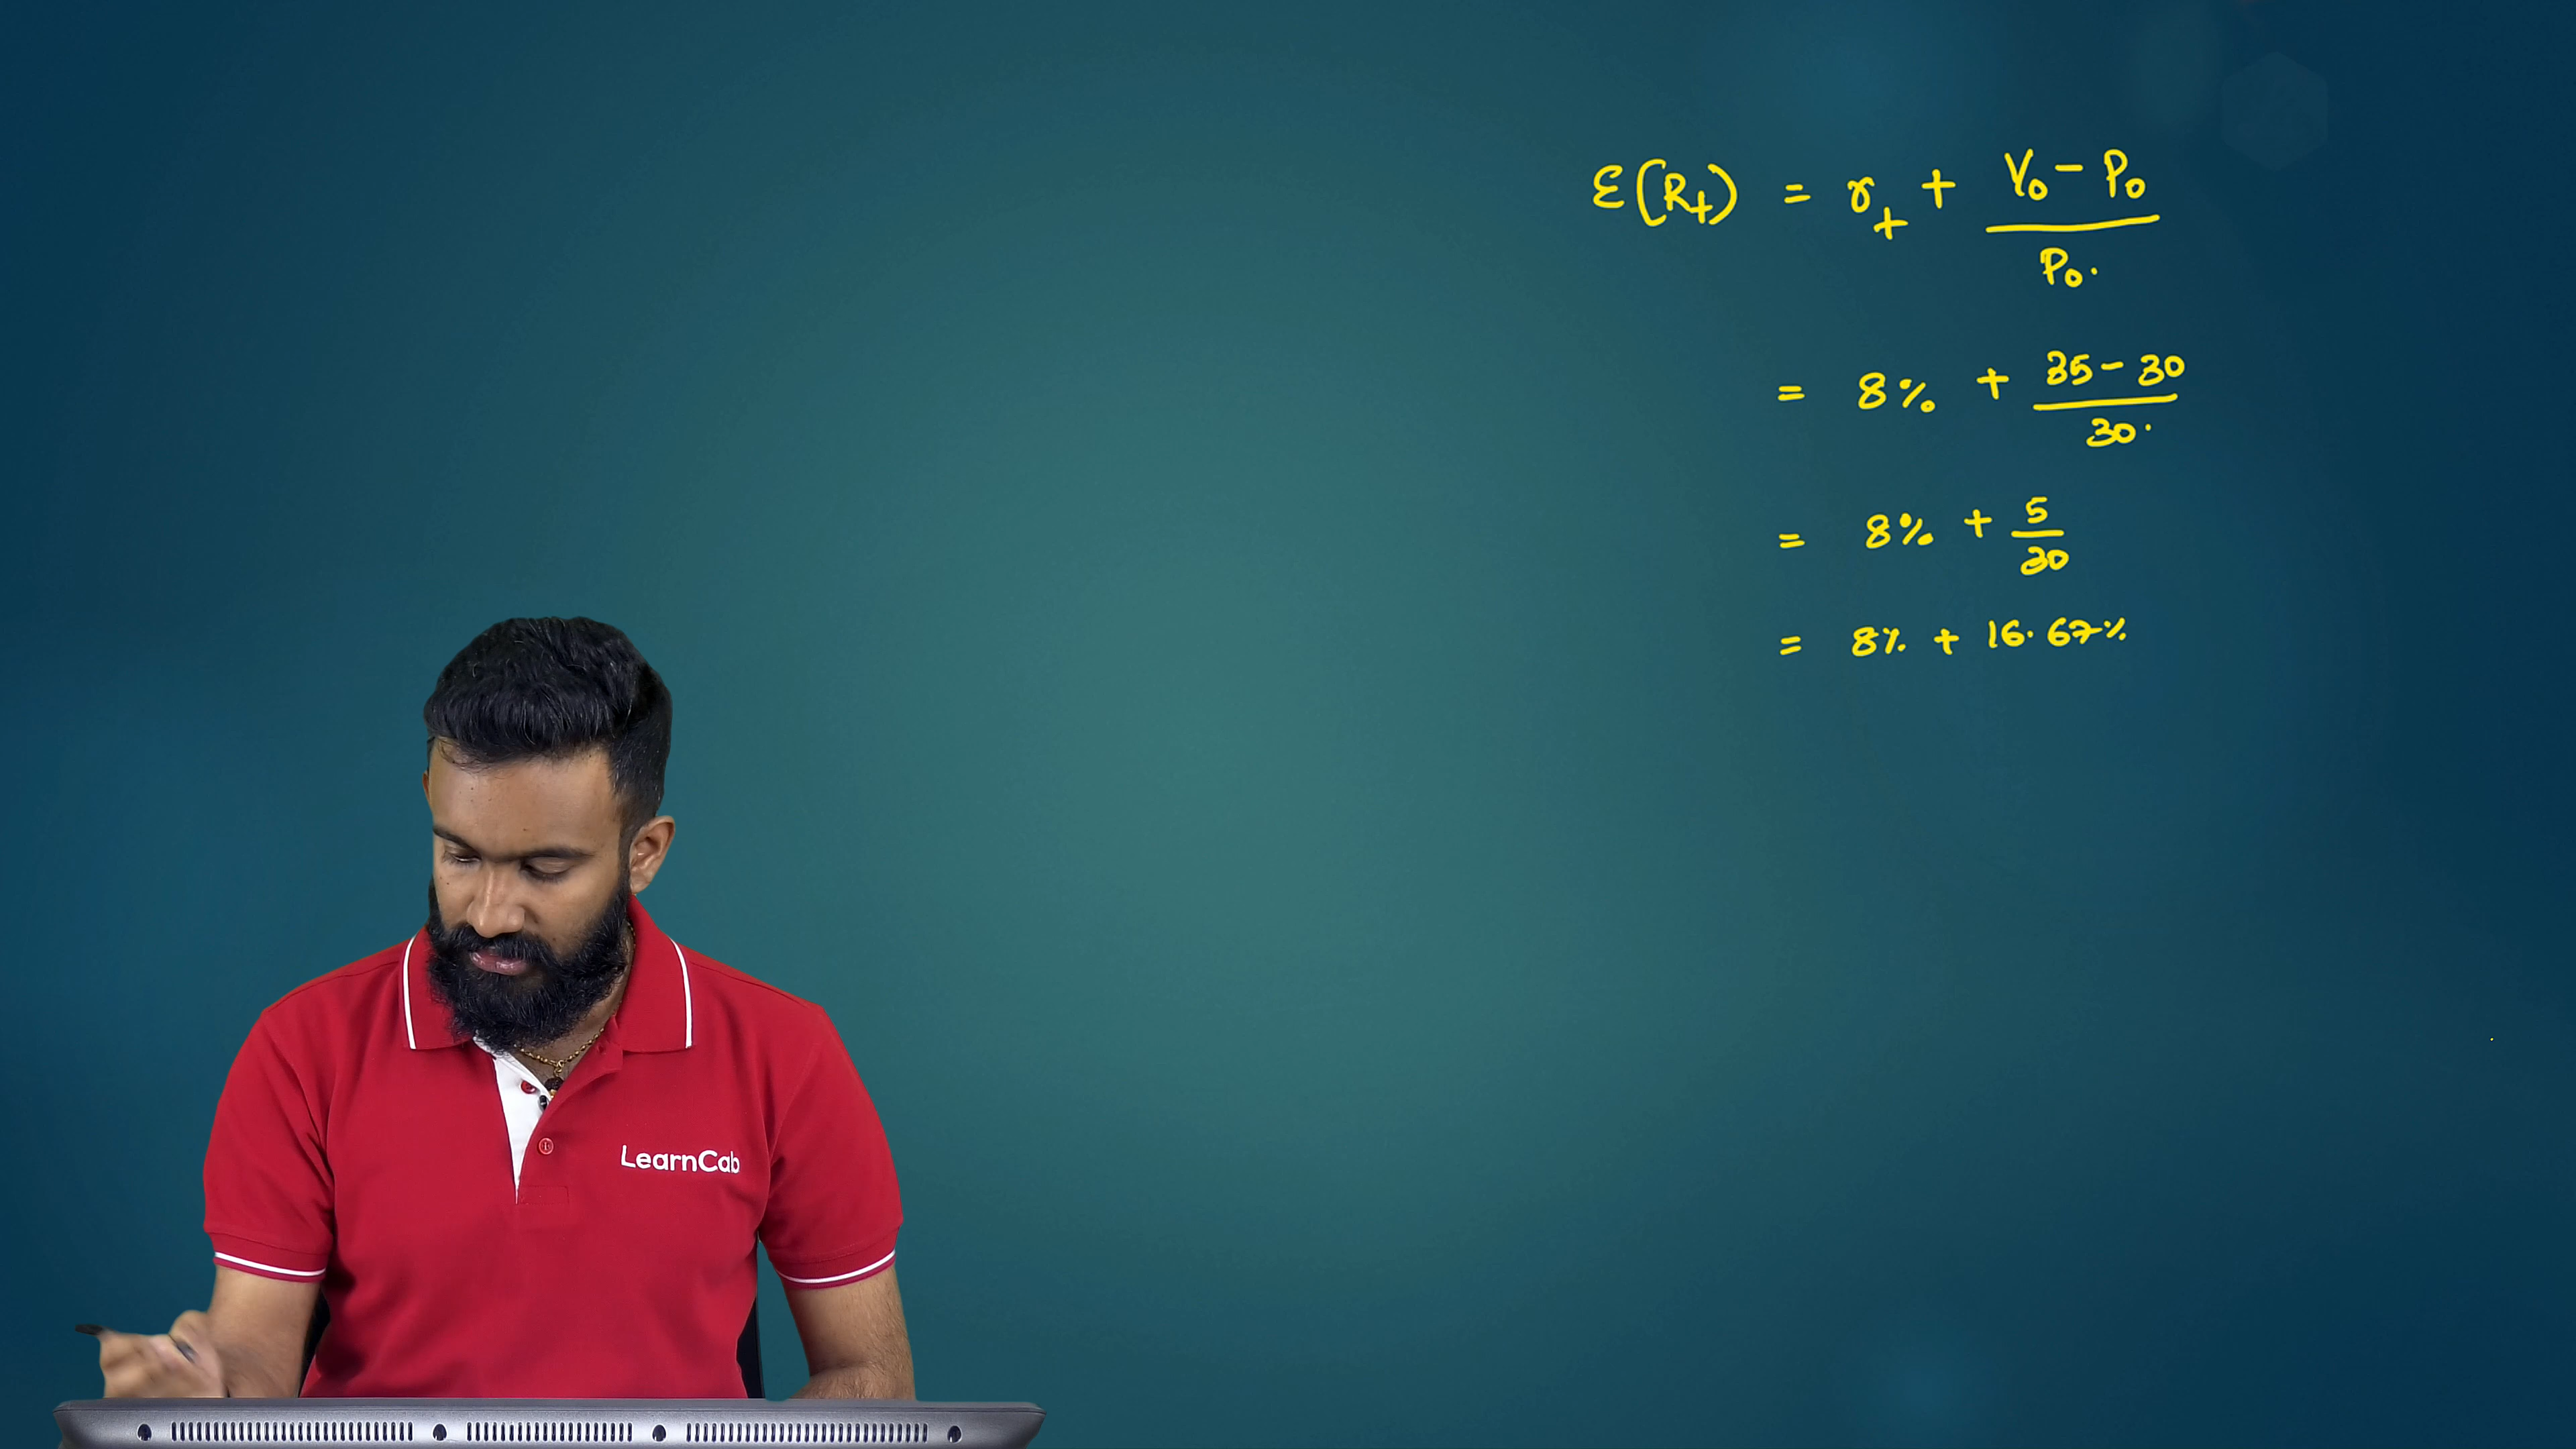 E(Rt) = rt + V0 - P0 / P0.
= 8% + 35 - 30 / 30.
= 8% + 5 / 30
= 8% + 16.67%
LearnCab